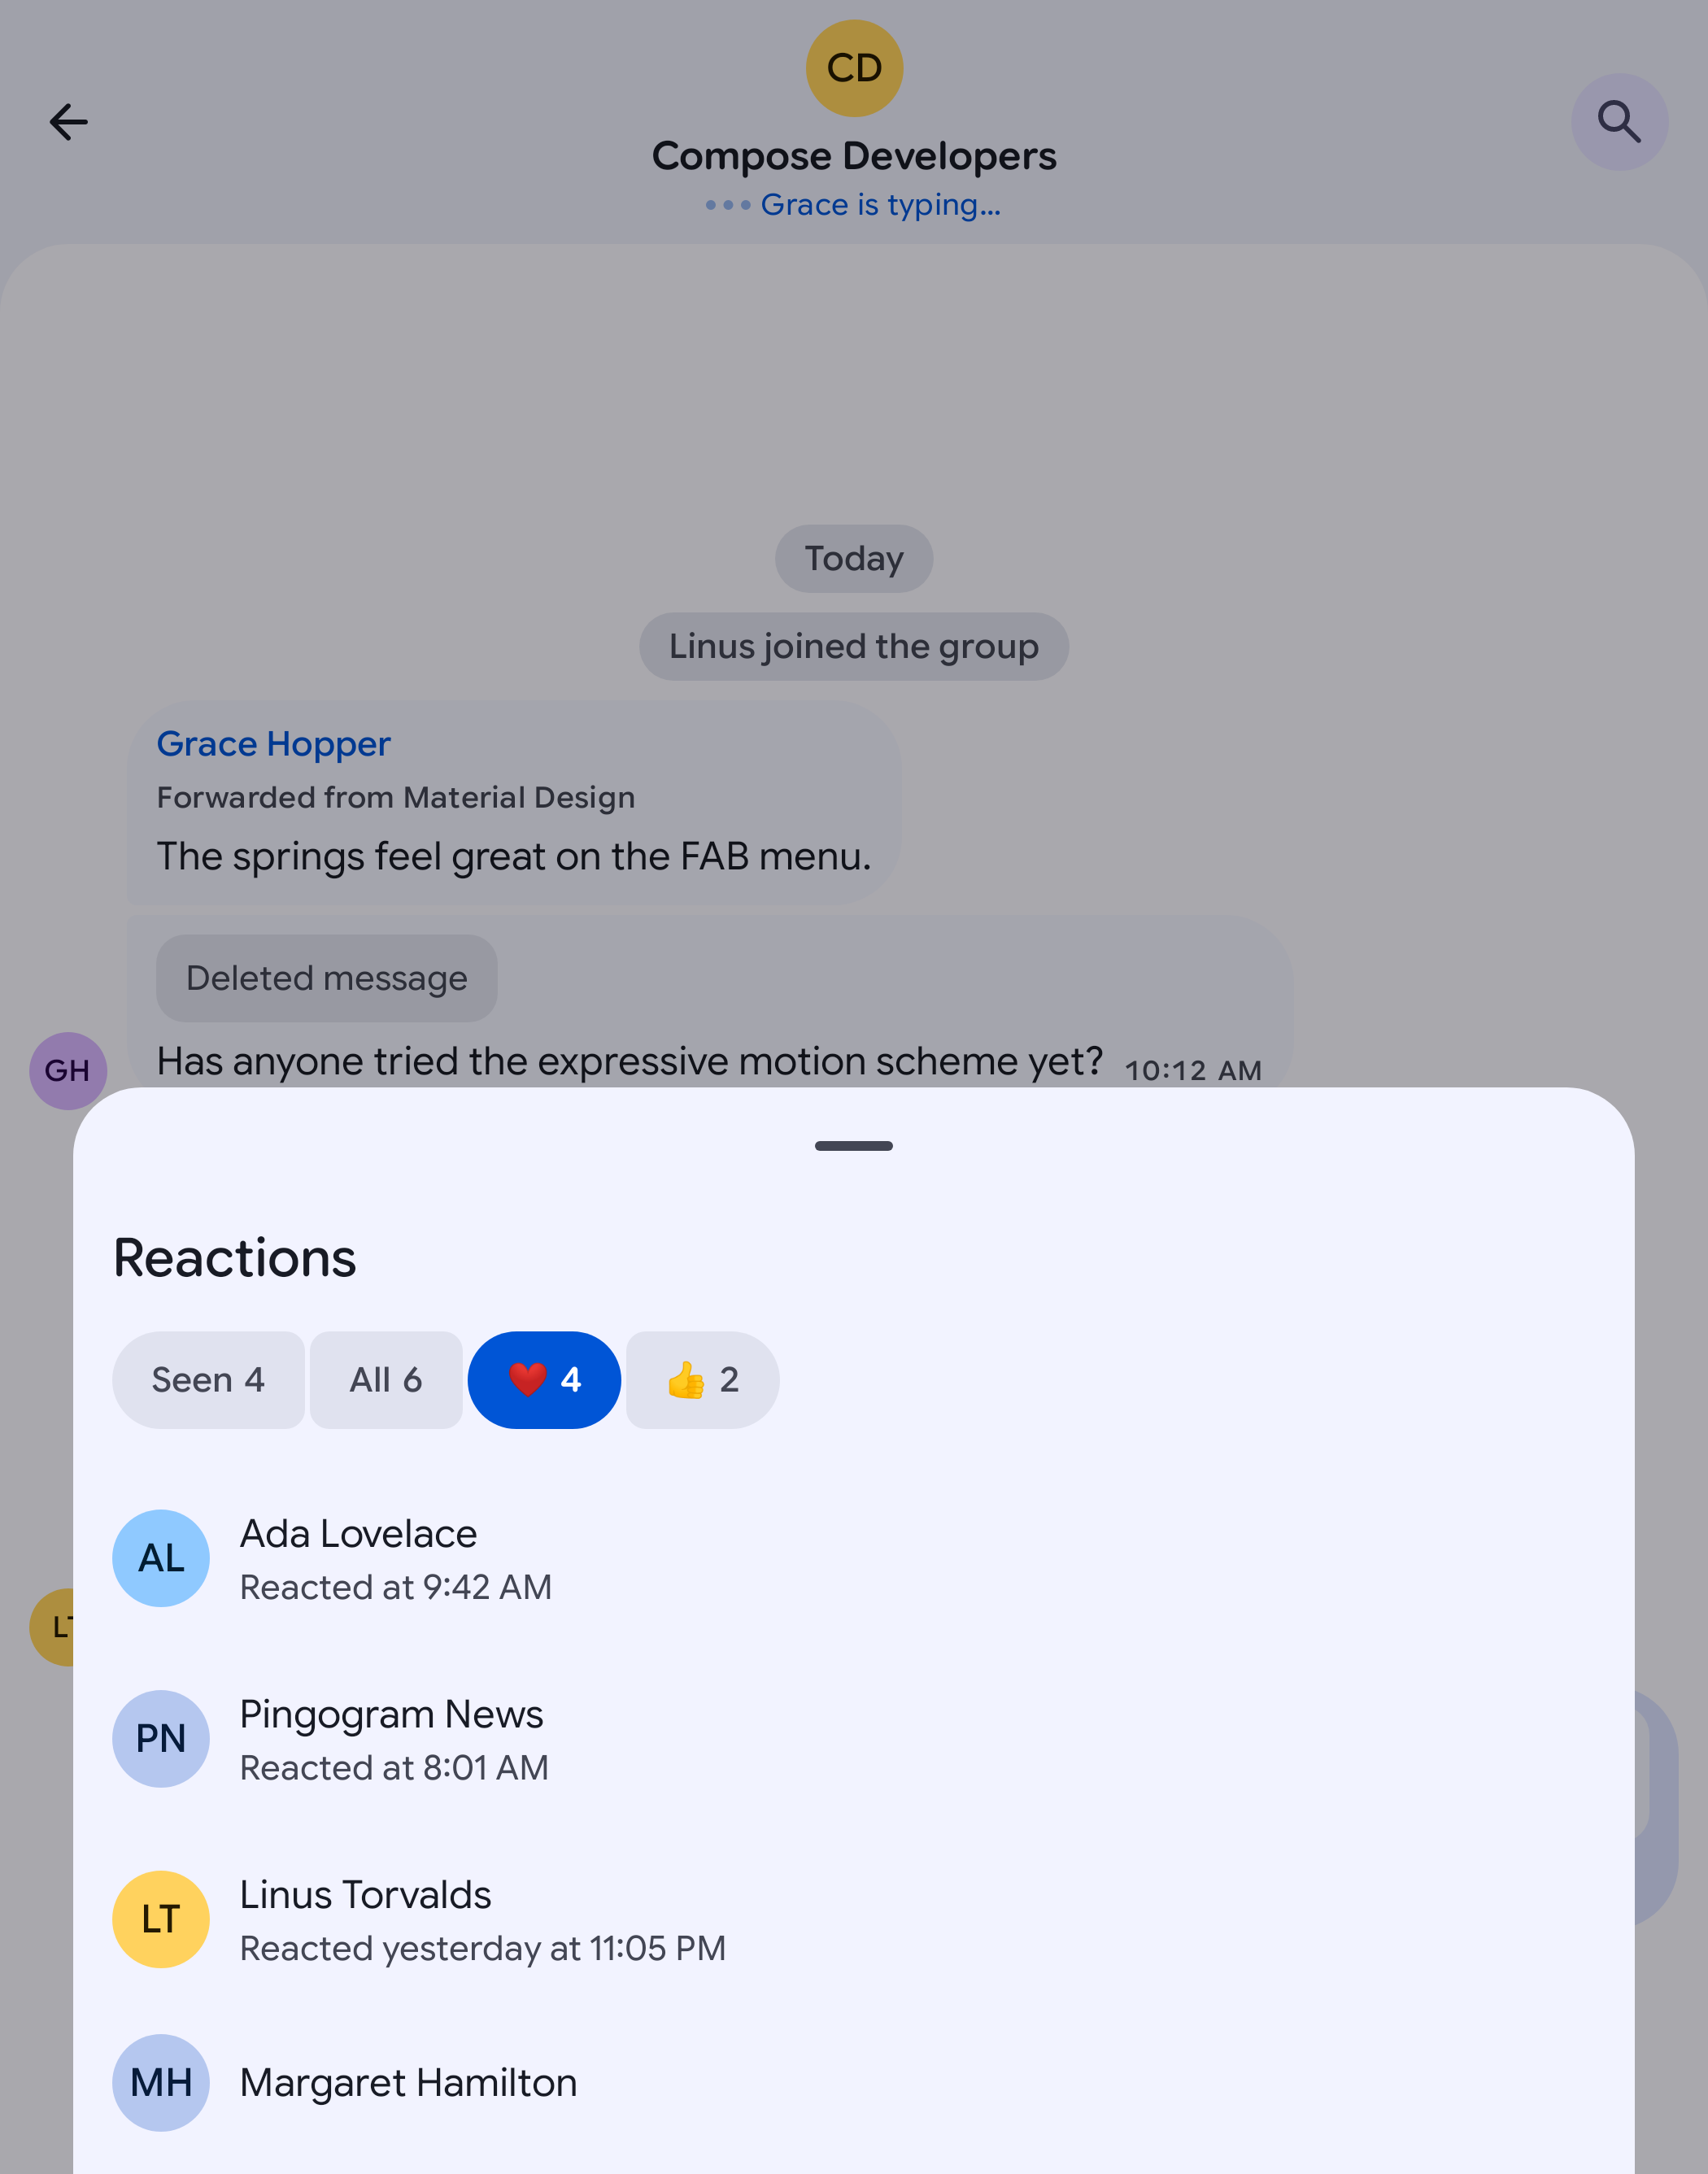 CD
Compose Developers
Grace is typing...
Today
Linus joined the group
Grace Hopper
Forwarded from Material Design
The springs feel great on the FAB menu.
Deleted message
GH
Has anyone tried the expressive motion scheme yet? 10:12 AM
Reactions
Seen 4 All 6 ❤️ 4 👍 2
AL
Ada Lovelace
Reacted at 9:42 AM
PN
Pingogram News
Reacted at 8:01 AM
LT
Linus Torvalds
Reacted yesterday at 11:05 PM
MH
Margaret Hamilton